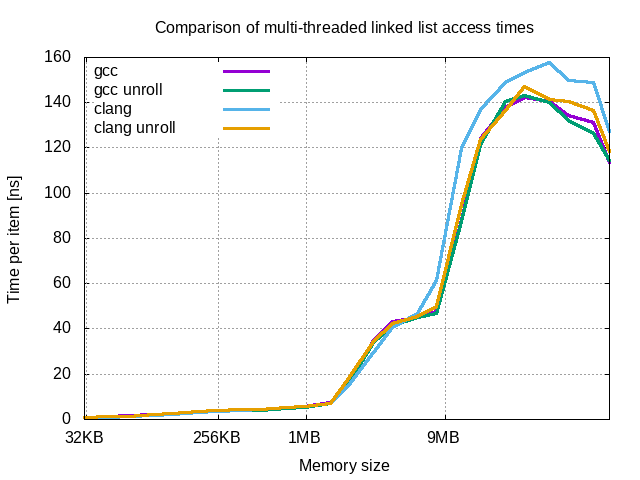 Comparison of multi-threaded linked list access times
160
140
120
100
80
60
40
20
0
Time per item [ns]
gcc
gcc unroll
clang
clang unroll
32KB 256KB 1MB 9MB
Memory size